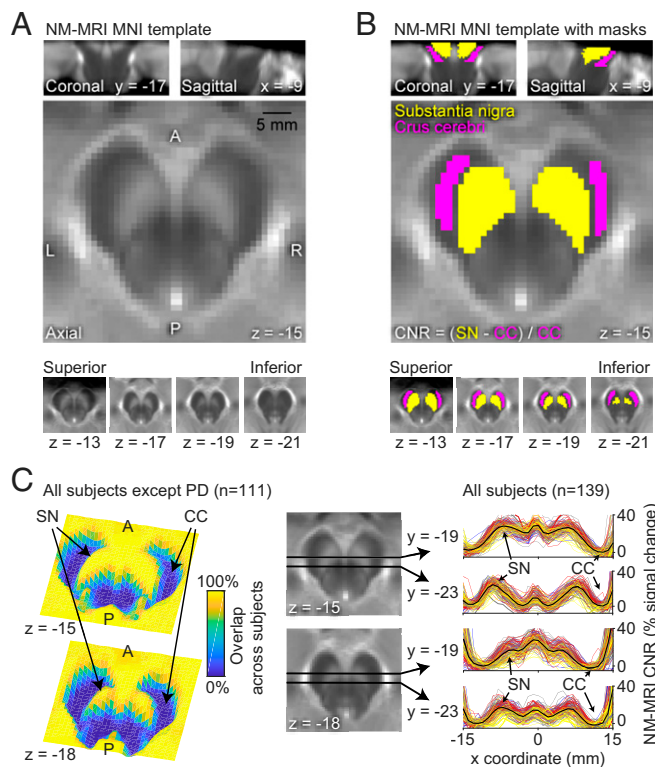 A
NM-MRI MNI template
Coronal y = -17
Sagittal x = -9
5 mm
A
L
R
P
Axial
z = -15
Superior
Inferior
z = -13
z = -17
z = -19
z = -21
B
NM-MRI MNI template with masks
Coronal y = -17
Sagittal x = -9
Substantia nigra
Crus cerebri
CNR = (SN - CC) / CC
z = -15
Superior
Inferior
z = -13
z = -17
z = -19
z = -21
C
All subjects except PD (n=111)
SN
CC
A
P
z = -15
A
P
z = -18
100%
0%
Overlap
across subjects
z = -15
z = -18
y = -19
y = -23
y = -19
y = -23
All subjects (n=139)
SN
CC
SN
CC
40
0
40
0
40
0
40
0
NM-MRI CNR (% signal change)
-15
0
15
x coordinate (mm)